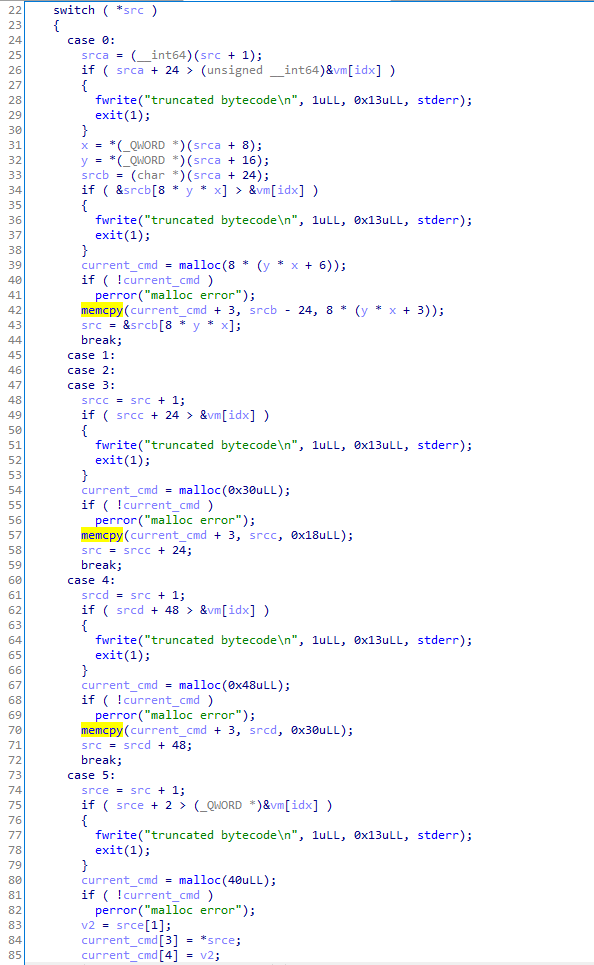 22 switch ( *src )
23 {
24 case 0:
25 srca = (__int64)(src + 1);
26 if ( srca + 24 > (unsigned __int64)&vm[idx] )
27 {
28 fwrite("truncated bytecode\n", 1uLL, 0x13uLL, stderr);
29 exit(1);
30 }
31 x = *(_QWORD *)(srca + 8);
32 y = *(_QWORD *)(srca + 16);
33 srcb = (char *)(srca + 24);
34 if ( &srcb[8 * y * x] > &vm[idx] )
35 {
36 fwrite("truncated bytecode\n", 1uLL, 0x13uLL, stderr);
37 exit(1);
38 }
39 current_cmd = malloc(8 * (y * x + 6));
40 if ( !current_cmd )
41 perror("malloc error");
42 memcpy(current_cmd + 3, srcb - 24, 8 * (y * x + 3));
43 src = &srcb[8 * y * x];
44 break;
45 case 1:
46 case 2:
47 case 3:
48 srcc = src + 1;
49 if ( srcc + 24 > &vm[idx] )
50 {
51 fwrite("truncated bytecode\n", 1uLL, 0x13uLL, stderr);
52 exit(1);
53 }
54 current_cmd = malloc(0x30uLL);
55 if ( !current_cmd )
56 perror("malloc error");
57 memcpy(current_cmd + 3, srcc, 0x18uLL);
58 src = srcc + 24;
59 break;
60 case 4:
61 srcd = src + 1;
62 if ( srcd + 48 > &vm[idx] )
63 {
64 fwrite("truncated bytecode\n", 1uLL, 0x13uLL, stderr);
65 exit(1);
66 }
67 current_cmd = malloc(0x48uLL);
68 if ( !current_cmd )
69 perror("malloc error");
70 memcpy(current_cmd + 3, srcd, 0x30uLL);
71 src = srcd + 48;
72 break;
73 case 5:
74 srce = src + 1;
75 if ( srce + 2 > (_QWORD *)&vm[idx] )
76 {
77 fwrite("truncated bytecode\n", 1uLL, 0x13uLL, stderr);
78 exit(1);
79 }
80 current_cmd = malloc(40uLL);
81 if ( !current_cmd )
82 perror("malloc error");
83 v2 = srce[1];
84 current_cmd[3] = *srce;
85 current_cmd[4] = v2;